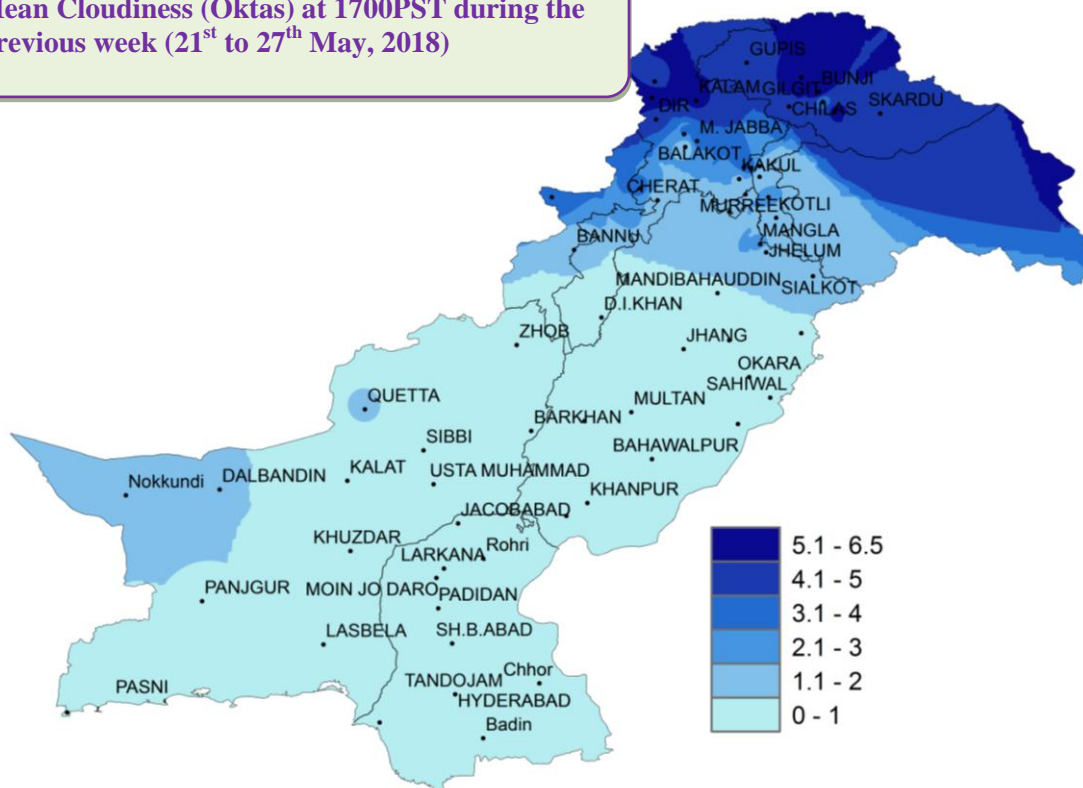 lean Cloudiness (Oktas) at 1700PST during the
revious week (21st to 27th May, 2018)
GUPIS
KALAM GILGIT BUNJI
DIR CHILAS SKARDU
M. JABBA
BALAKOT KAKUL
CHERAT
MURREE KOTLI
BANNU MANGLA
JHELUM
MANDIBAHAUDDIN SIALKOT
D.I.KHAN
ZHOB JHANG
OKARA
SAHIWAL
QUETTA MULTAN
BARKHAN
SIBBI BAHAWALPUR
Nokkundi DALBANDIN KALAT USTA MUHAMMAD
KHANPUR
JACOBABAD
KHUZDAR Rohri
LARKANA
PANJGUR MOIN JO DARO PADIDAN
LASBELA SH.B.ABAD
PASNI TANDOJAM Chhor
HYDERABAD
Badin
5.1 - 6.5
4.1 - 5
3.1 - 4
2.1 - 3
1.1 - 2
0 - 1